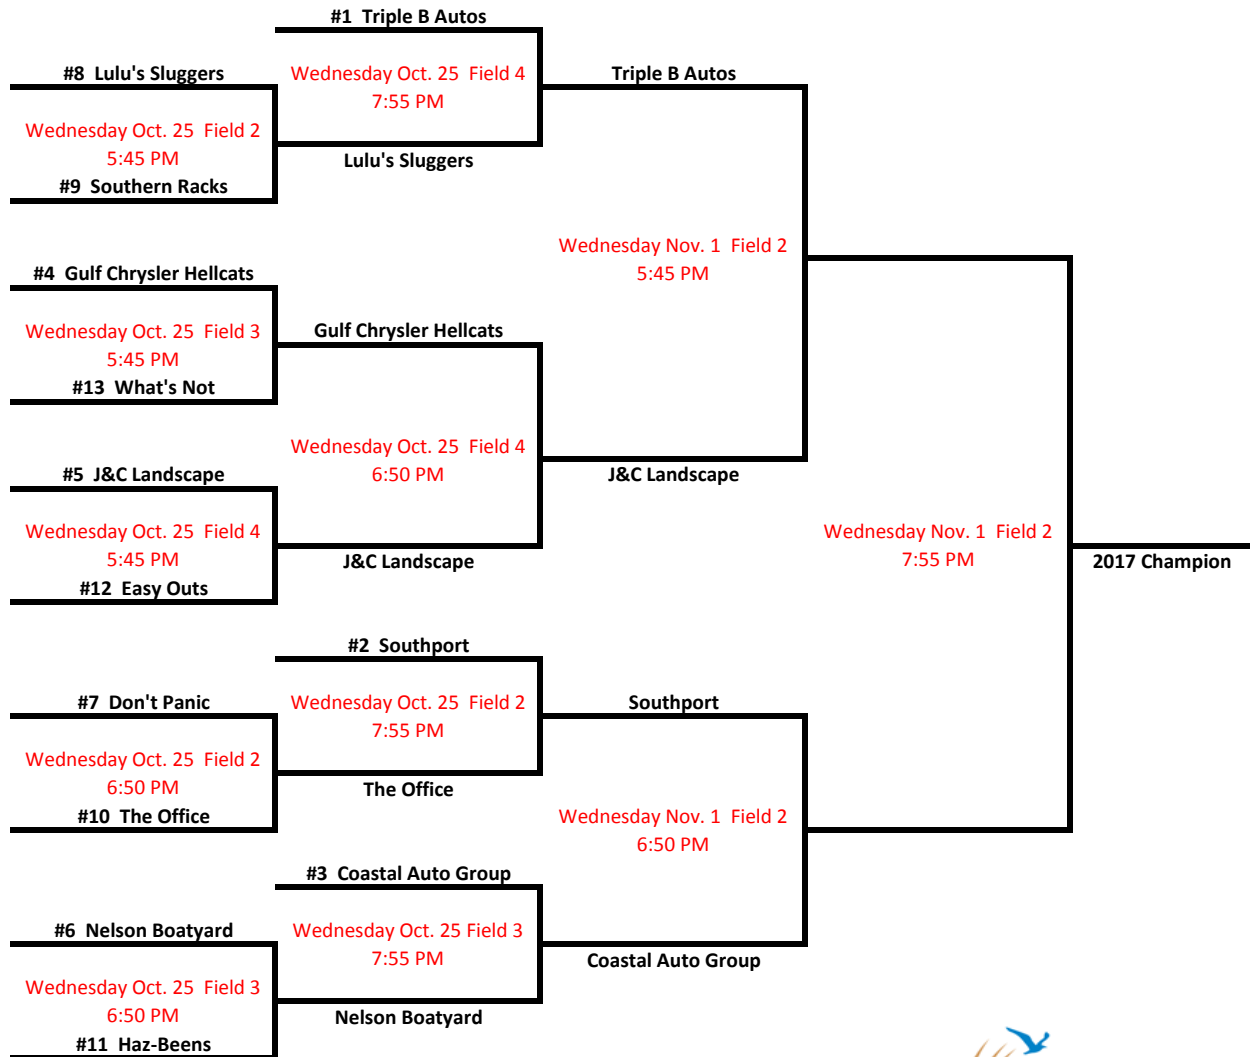 #1  Triple B Autos
#8  Lulu's Sluggers
Wednesday Oct. 25  Field 4
7:55 PM
Triple B Autos
Wednesday Oct. 25  Field 2
5:45 PM
Lulu's Sluggers
#9  Southern Racks
Wednesday Nov. 1  Field 2
5:45 PM
#4  Gulf Chrysler Hellcats
Wednesday Oct. 25  Field 3
5:45 PM
Gulf Chrysler Hellcats
#13  What's Not
Wednesday Oct. 25  Field 4
6:50 PM
J&C Landscape
#5  J&C Landscape
Wednesday Oct. 25  Field 4
5:45 PM
J&C Landscape
#12  Easy Outs
Wednesday Nov. 1  Field 2
7:55 PM
2017 Champion
#2  Southport
#7  Don't Panic
Wednesday Oct. 25  Field 2
7:55 PM
Southport
Wednesday Oct. 25  Field 2
6:50 PM
The Office
#10  The Office
Wednesday Nov. 1  Field 2
6:50 PM
#3  Coastal Auto Group
#6  Nelson Boatyard
Wednesday Oct. 25 Field 3
7:55 PM
Coastal Auto Group
Wednesday Oct. 25  Field 3
6:50 PM
Nelson Boatyard
#11  Haz-Beens